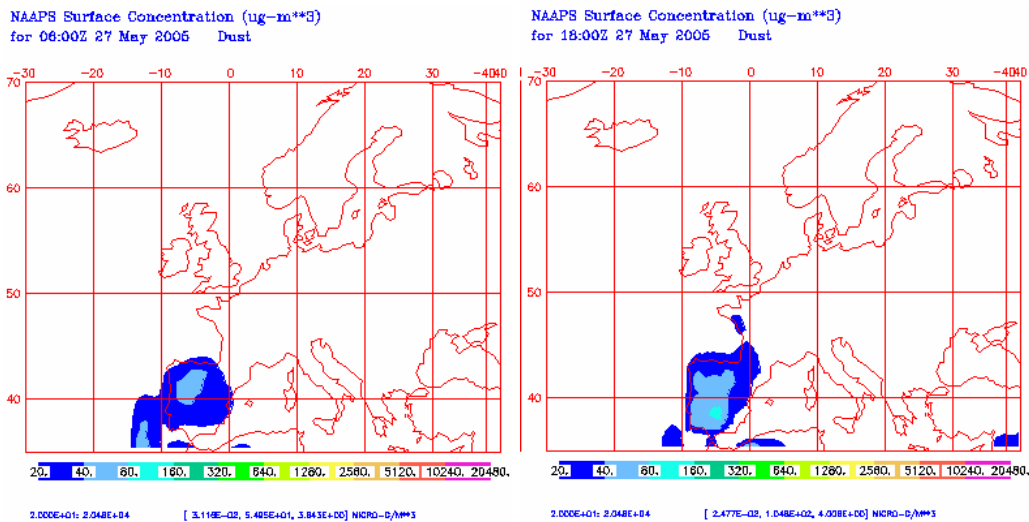 NAAPS Surface Concentration (ug-m**3)
for 06:00Z 27 May 2005 Dust
-30 -20 -10 0 10 20 30 40
70
60
50
40
20. 40. 80. 160. 320. 640. 1280. 2560. 5120. 10240. 20480.
2.000E+01: 2.048E+04 [ 3.116E-02, 5.495E+01, 3.843E+00] MICRO-G/M**3
NAAPS Surface Concentration (ug-m**3)
for 18:00Z 27 May 2005 Dust
-30 -20 -10 0 10 20 30 40
70
60
50
40
20. 40. 80. 160. 320. 640. 1280. 2560. 5120. 10240. 20480.
2.000E+01: 2.048E+04 [ 2.477E-02, 1.048E+02, 4.008E+00] MICRO-G/M**3